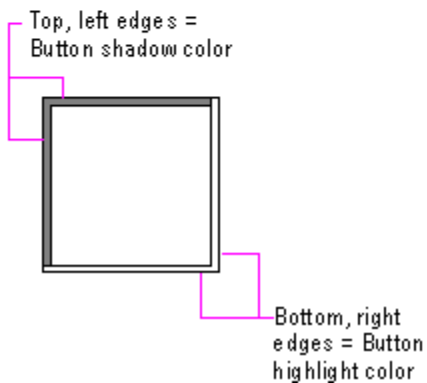 Top, left edges =
Button shadow color
Bottom, right
edges = Button
highlight color